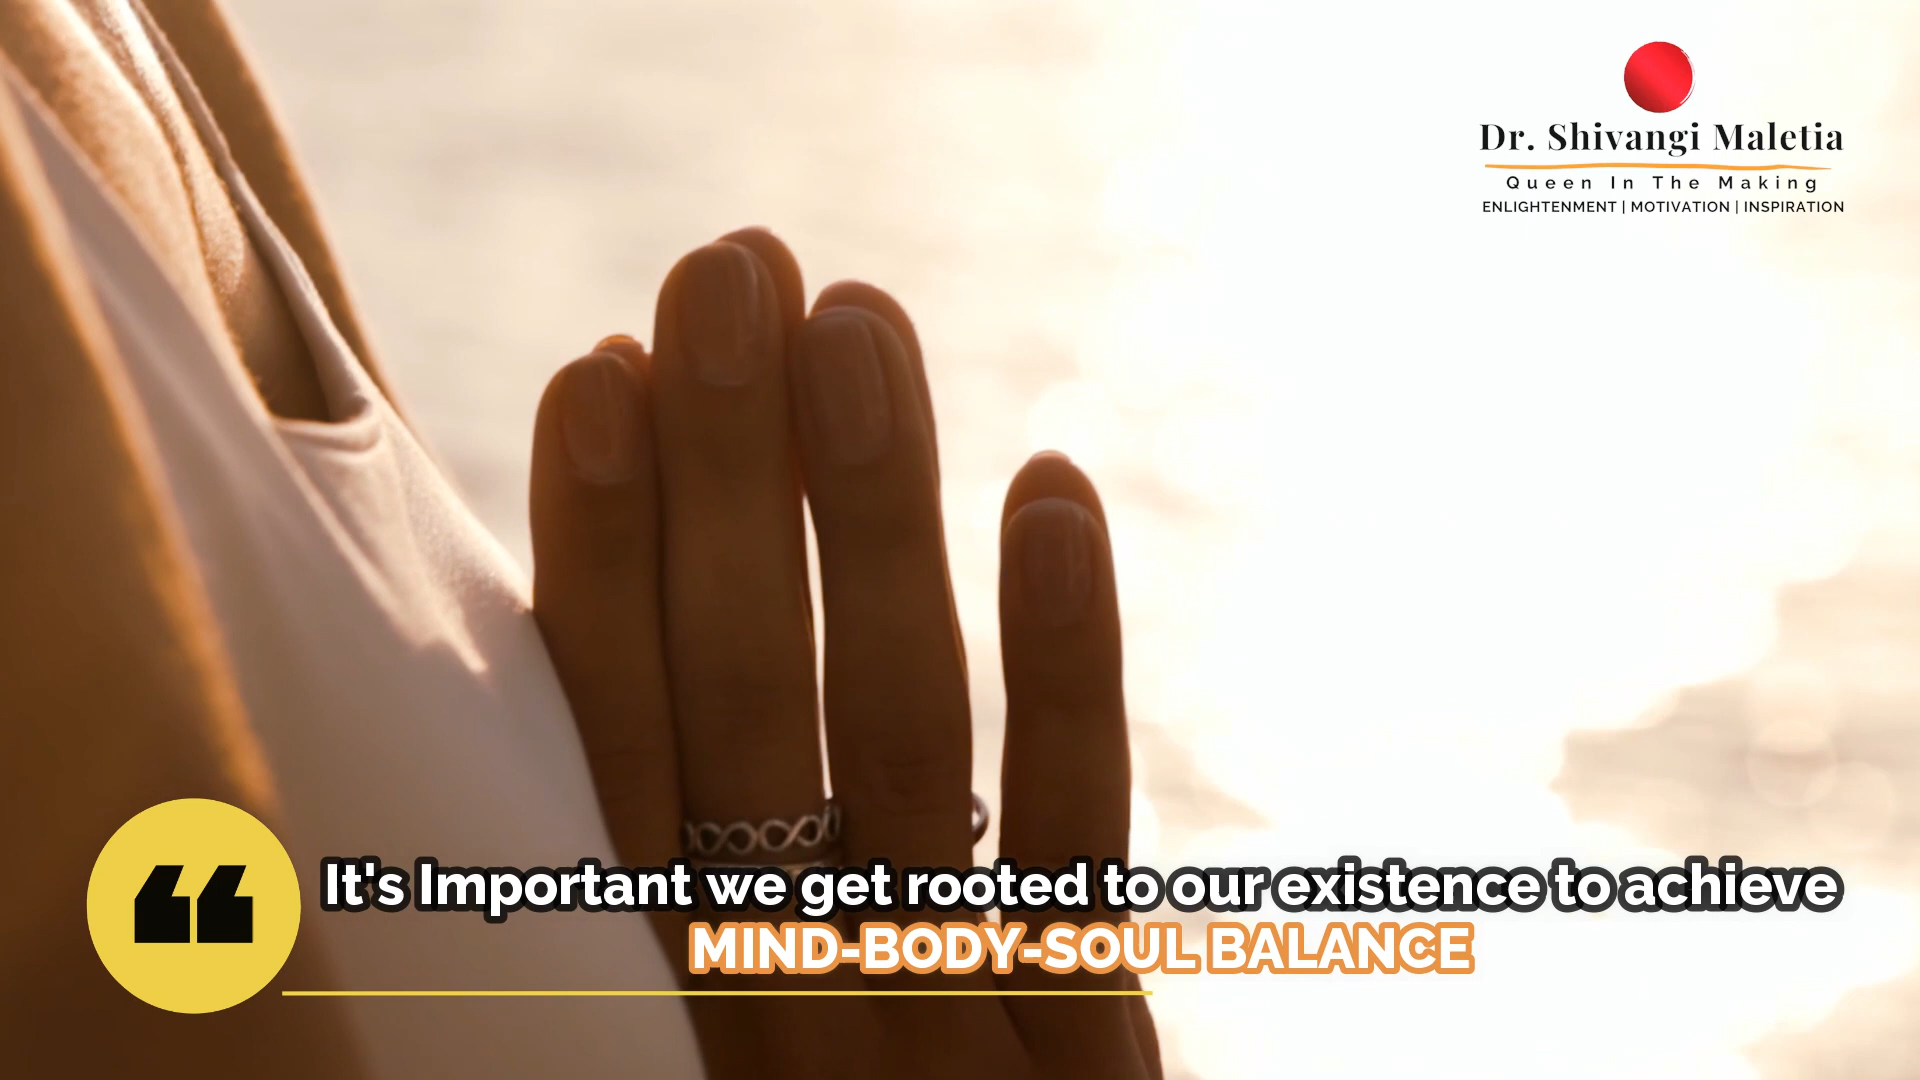 Dr. Shivangi Maletia
Queen In The Making
ENLIGHTENMENT | MOTIVATION | INSPIRATION
It's Important we get rooted to our existence to achieve
MIND-BODY-SOUL BALANCE